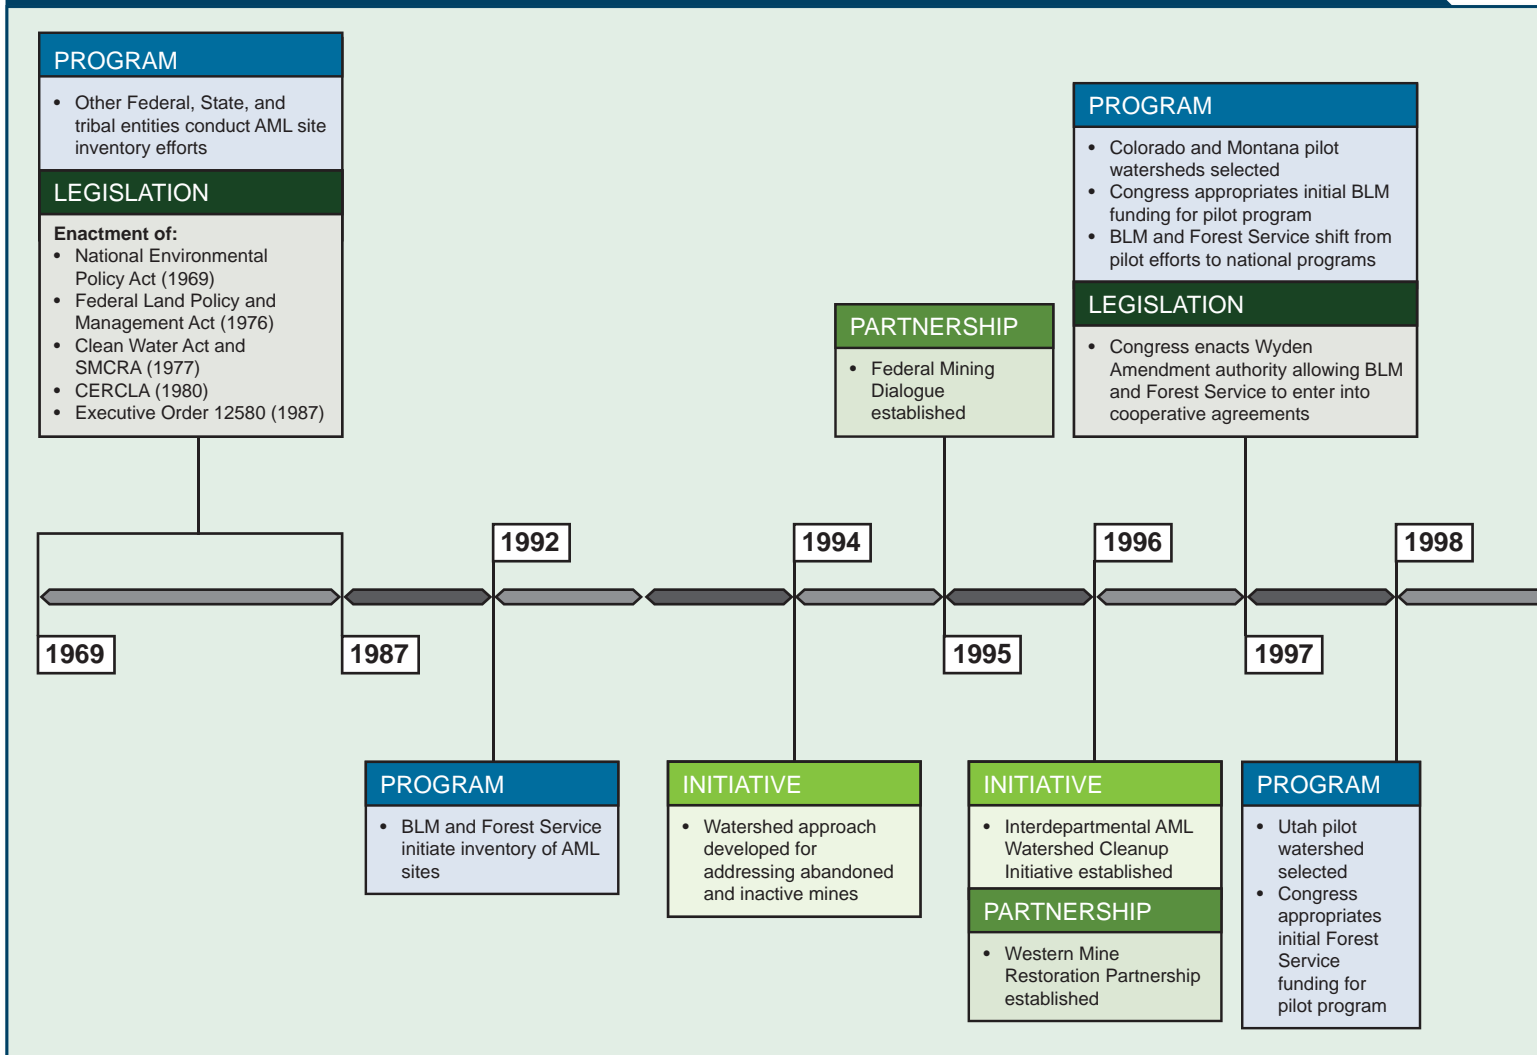 PROGRAM
• Other Federal, State, and
tribal entities conduct AML site
inventory efforts
LEGISLATION
Enactment of:
• National Environmental
Policy Act (1969)
• Federal Land Policy and
Management Act (1976)
• Clean Water Act and
SMCRA (1977)
• CERCLA (1980)
• Executive Order 12580 (1987)
PARTNERSHIP
• Federal Mining
Dialogue
established
PROGRAM
• Colorado and Montana pilot
watersheds selected
• Congress appropriates initial BLM
funding for pilot program
• BLM and Forest Service shift from
pilot efforts to national programs
LEGISLATION
• Congress enacts Wyden
Amendment authority allowing BLM
and Forest Service to enter into
cooperative agreements
1992
1994
1996
1998
1969
1987
1995
1997
PROGRAM
• BLM and Forest Service
initiate inventory of AML
sites
INITIATIVE
• Watershed approach
developed for
addressing abandoned
and inactive mines
INITIATIVE
• Interdepartmental AML
Watershed Cleanup
Initiative established
PARTNERSHIP
• Western Mine
Restoration Partnership
established
PROGRAM
• Utah pilot
watershed
selected
• Congress
appropriates
initial Forest
Service
funding for
pilot program